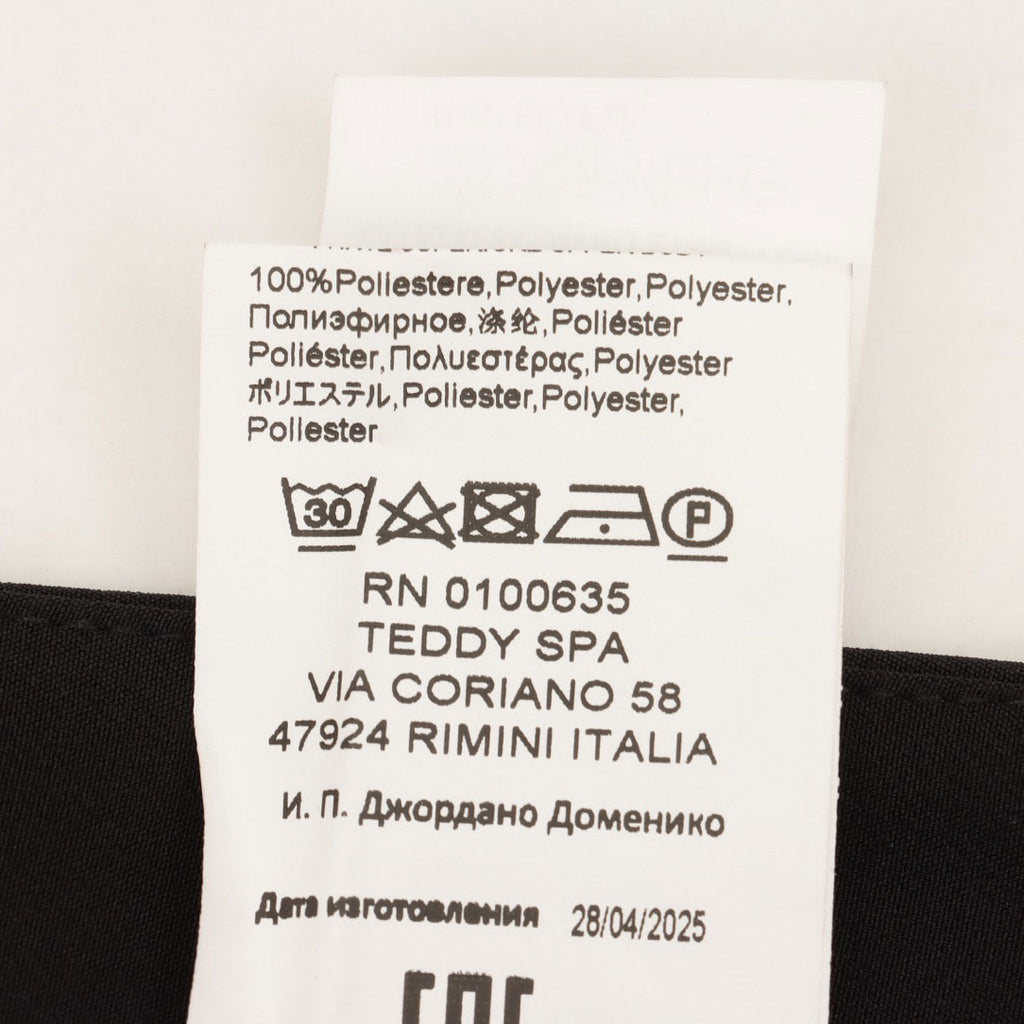 100%Poliestere,Polyester,Polyester,
Полиэфирное,涤纶,Poliéster
Poliéster,Πολυεστέρας,Polyester
ポリエステル,Poliester,Polyester,
Poliester
30
P
RN 0100635
TEDDY SPA
VIA CORIANO 58
47924 RIMINI ITALIA
И. П. Джордано Доменико
Дата изготовления 28/04/2025